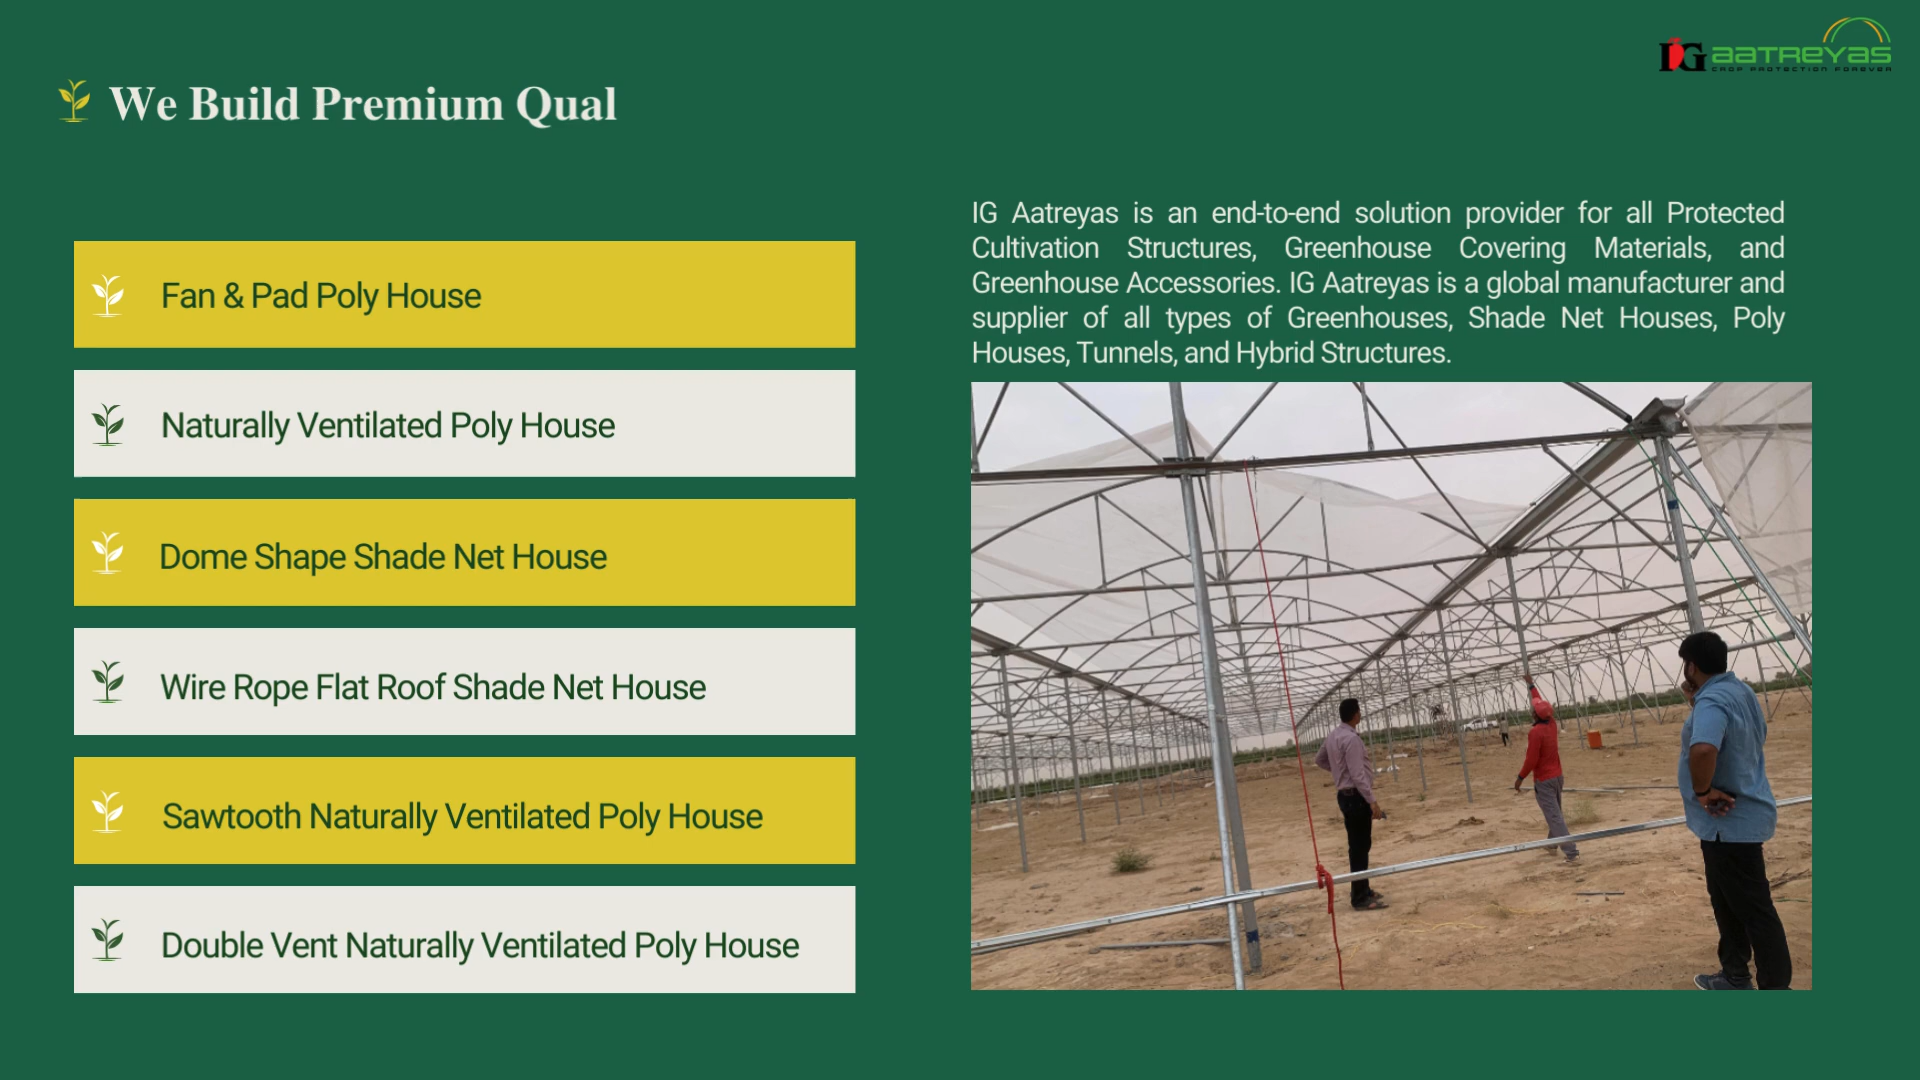 IG aatreyas
CROP PROTECTION FOREVER
We Build Premium Qual
Fan & Pad Poly House
Naturally Ventilated Poly House
Dome Shape Shade Net House
Wire Rope Flat Roof Shade Net House
Sawtooth Naturally Ventilated Poly House
Double Vent Naturally Ventilated Poly House
IG Aatreyas is an end-to-end solution provider for all Protected
Cultivation Structures, Greenhouse Covering Materials, and
Greenhouse Accessories. IG Aatreyas is a global manufacturer and
supplier of all types of Greenhouses, Shade Net Houses, Poly
Houses, Tunnels, and Hybrid Structures.